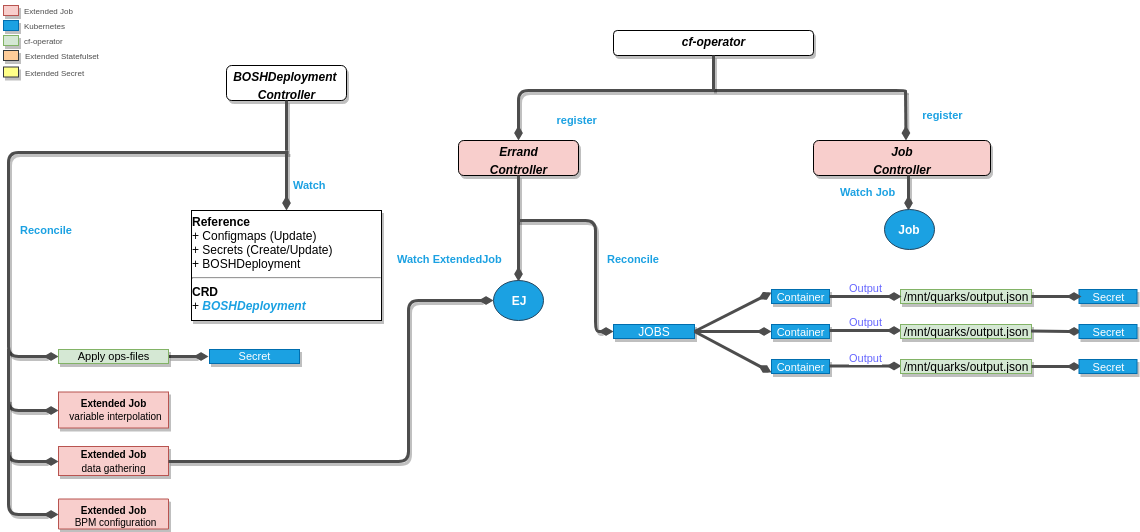 Extended Job
Kubernetes
cf-operator
Extended Statefulset
Extended Secret
BOSHDeployment
Controller
cf-operator
register
register
Errand
Controller
Job
Controller
Watch
Watch Job
Reference
+ Configmaps (Update)
+ Secrets (Create/Update)
+ BOSHDeployment
CRD
+ BOSHDeployment
Reconcile
Job
Watch ExtendedJob
Reconcile
EJ
Container
Output
/mnt/quarks/output.json
Secret
JOBS
Container
Output
/mnt/quarks/output.json
Secret
Container
Output
/mnt/quarks/output.json
Secret
Apply ops-files
Secret
Extended Job
variable interpolation
Extended Job
data gathering
Extended Job
BPM configuration